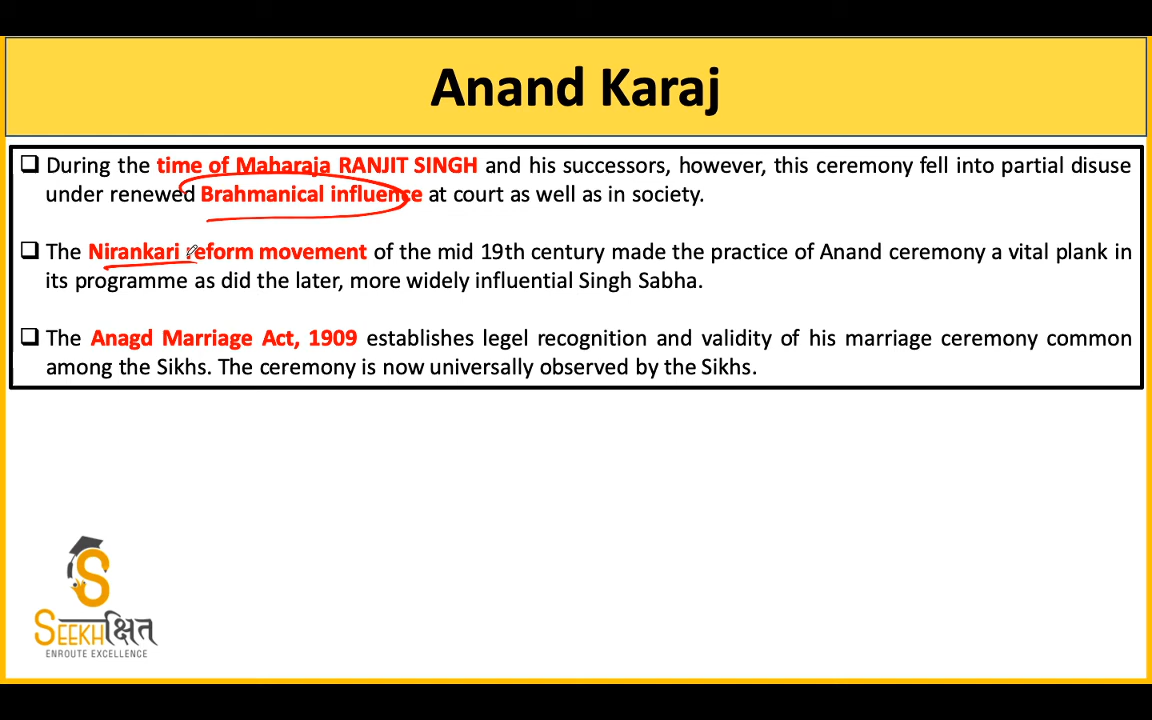 Anand Karaj
❑ During the time of Maharaja RANJIT SINGH and his successors, however, this ceremony fell into partial disuse
under renewed Brahmanical influence at court as well as in society.
❑ The Nirankari reform movement of the mid 19th century made the practice of Anand ceremony a vital plank in
its programme as did the later, more widely influential Singh Sabha.
❑ The Anagd Marriage Act, 1909 establishes legel recognition and validity of his marriage ceremony common
among the Sikhs. The ceremony is now universally observed by the Sikhs.
SEEKHक्षित
ENROUTE EXCELLENCE